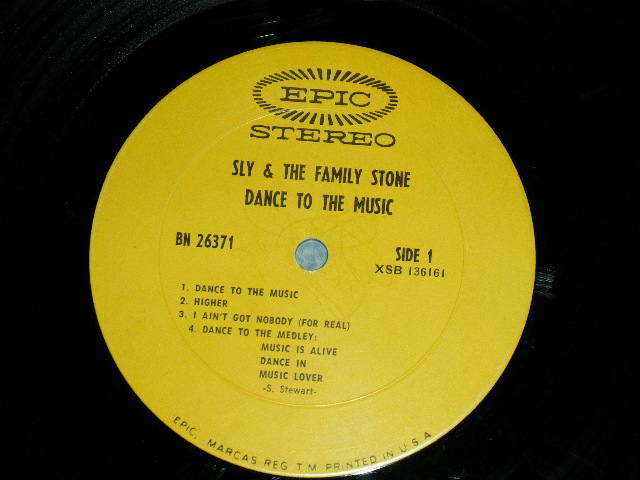 EPIC
STEREO
SLY & THE FAMILY STONE
DANCE TO THE MUSIC
BN 26371
SIDE 1
XSB 136161
1. DANCE TO THE MUSIC
2. HIGHER
3. I AIN'T GOT NOBODY (FOR REAL)
4. DANCE TO THE MEDLEY:
MUSIC IS ALIVE
DANCE IN
MUSIC LOVER
-S. Stewart-
EPIC, MARCAS REG T M PRINTED IN U.S.A